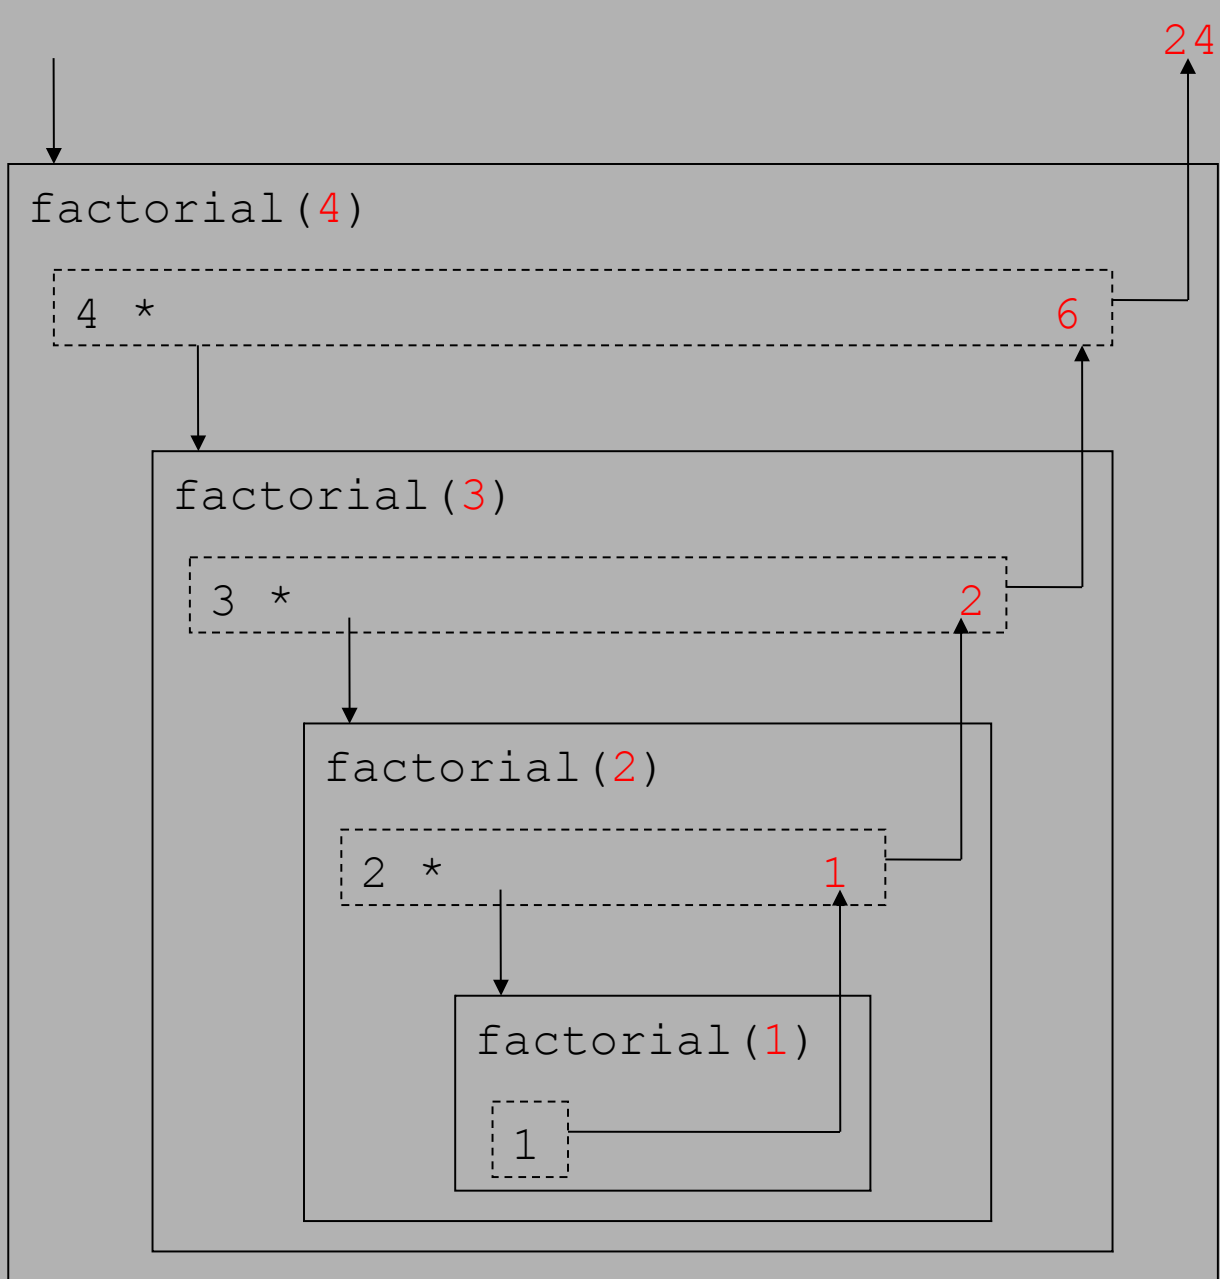 24
factorial(4)
4 * 6
factorial(3)
3 * 2
factorial(2)
2 * 1
factorial(1)
1